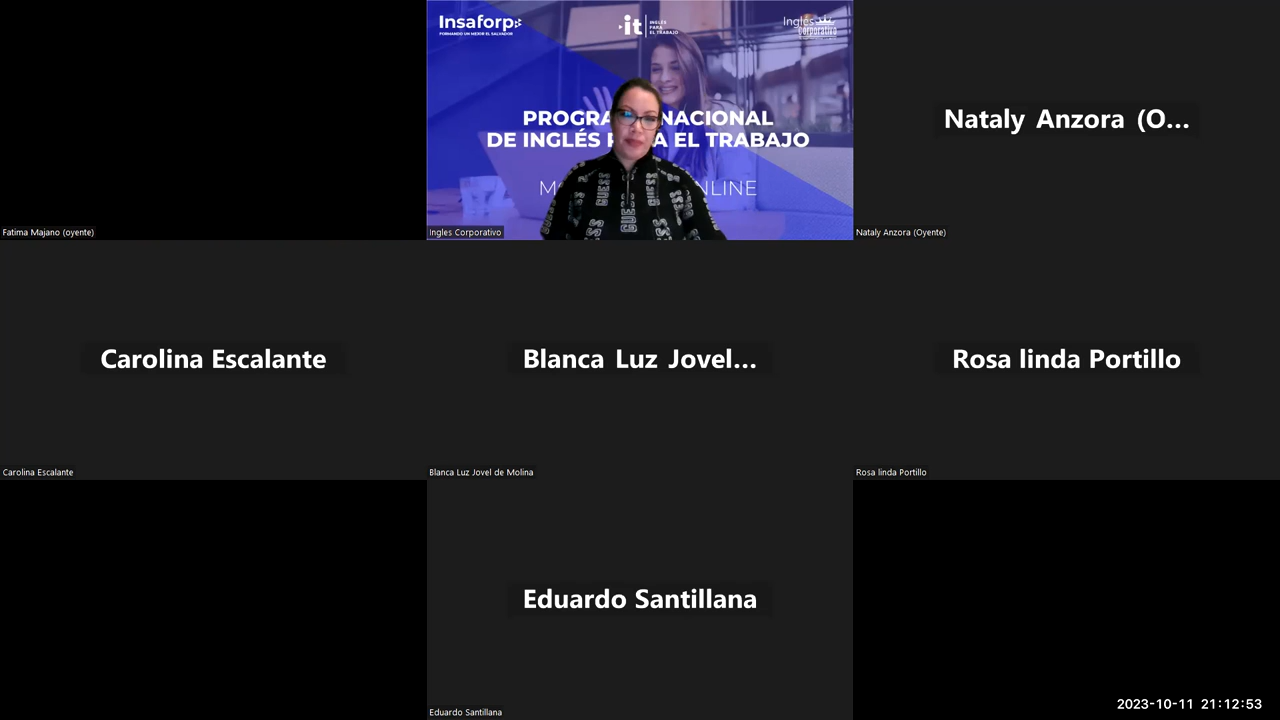 Insaforp
FORMANDO UN MEJOR EL SALVADOR
it
INGLÉS
PARA
EL TRABAJO
Inglés
Corporativo
PROGRA NACIONAL
DE INGLÉS P A EL TRABAJO
M NLINE
GUESS
Fatima Majano (oyente)
Ingles Corporativo
Nataly Anzora (O...
Nataly Anzora (Oyente)
Carolina Escalante
Carolina Escalante
Blanca Luz Jovel...
Blanca Luz Jovel de Molina
Rosa linda Portillo
Rosa linda Portillo
Eduardo Santillana
Eduardo Santillana
2023-10-11 21:12:53